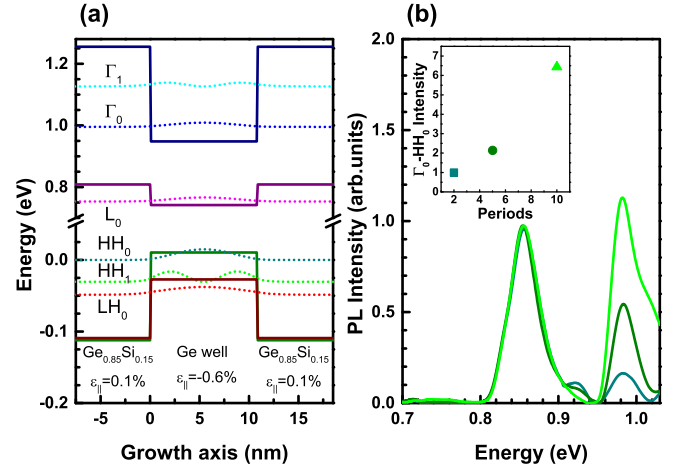 (a)
(b)
Energy (eV)
1.2
1.0
0.8
0.0
-0.1
-0.2
Γ1
Γ0
L0
HH0
HH1
LH0
Ge0.85Si0.15
Ge well
Ge0.85Si0.15
ε||=0.1%
ε||=-0.6%
ε||=0.1%
-5
0
5
10
15
Growth axis (nm)
PL Intensity (arb.units)
2.0
1.5
1.0
0.5
0.0
0.7
0.8
0.9
1.0
Energy (eV)
Γ0-HH0 Intensity
7
6
5
4
3
2
1
0
2
4
6
8
10
Periods